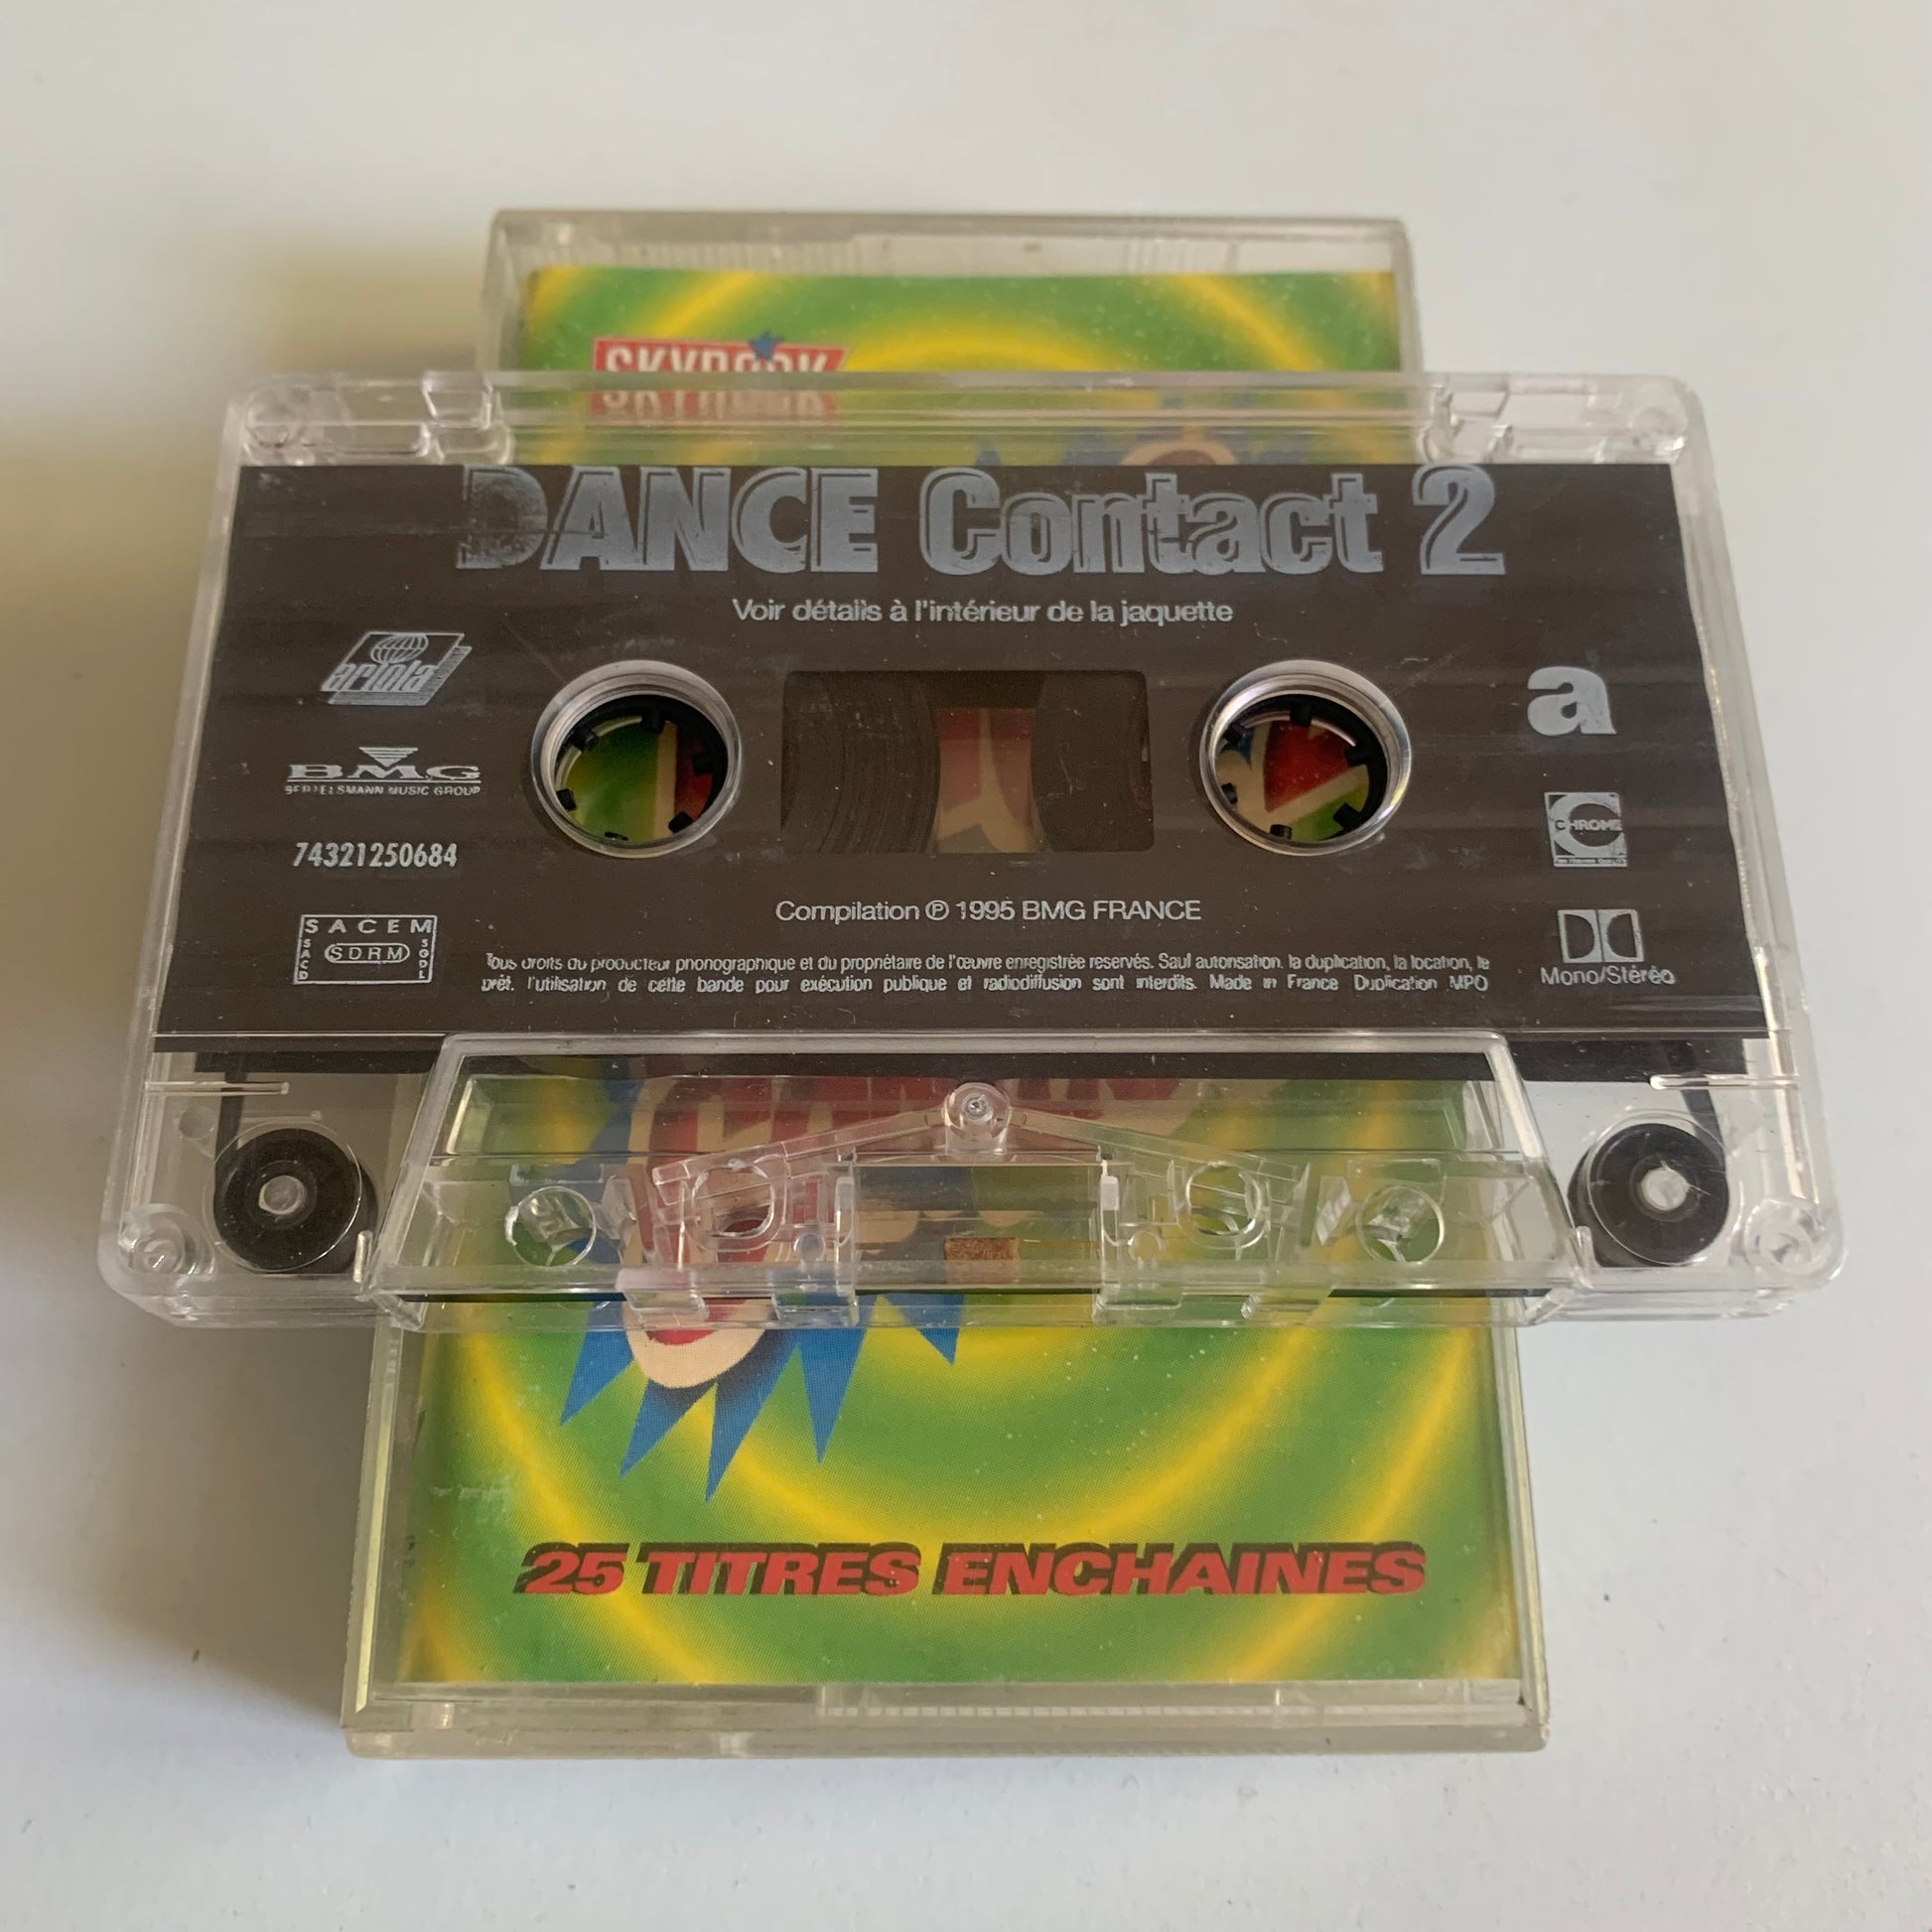 SKYROCK
DANCE Contact 2
Voir détails à l'intérieur de la jaquette
ariola
a
BMG
BERTELSMANN MUSIC GROUP
CHROME
74321250684
Compilation ℗ 1995 BMG FRANCE
SACEM
SACD
SDRM
SGDL
Mono/Stéréo
Tous droits du producteur phonographique et du propriétaire de l'œuvre enregistrée reservés. Sauf autorisation, la duplication, la location, le
prêt, l'utilisation de cette bande pour exécution publique et radiodiffusion sont interdits. Made in France Duplication MPO
25 TITRES ENCHAINES